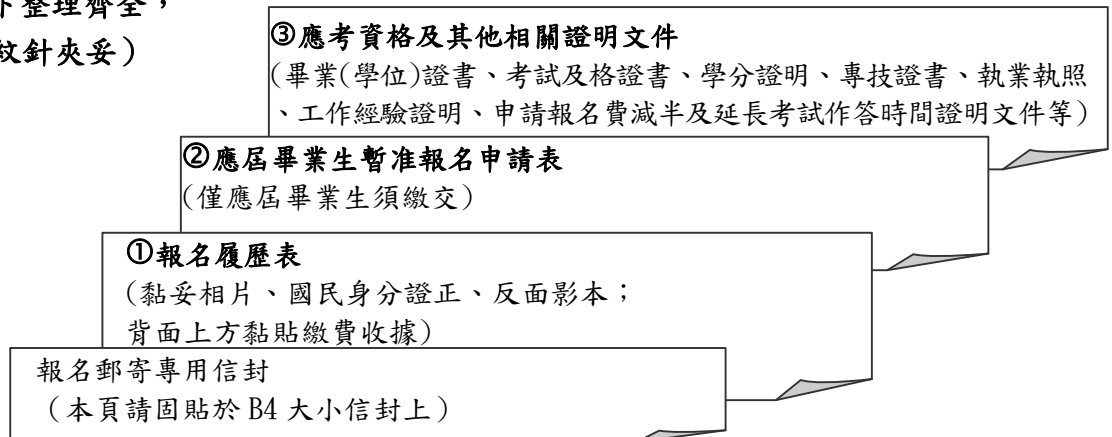 下整理齊全，
紋針夾妥）
③應考資格及其他相關證明文件
(畢業(學位)證書、考試及格證書、學分證明、專技證書、執業執照
、工作經驗證明、申請報名費減半及延長考試作答時間證明文件等）
②應屆畢業生暫准報名申請表
(僅應屆畢業生須繳交）
①報名履歷表
(黏妥相片、國民身分證正、反面影本；
背面上方黏貼繳費收據）
報名郵寄專用信封
（本頁請固貼於 B4 大小信封上）